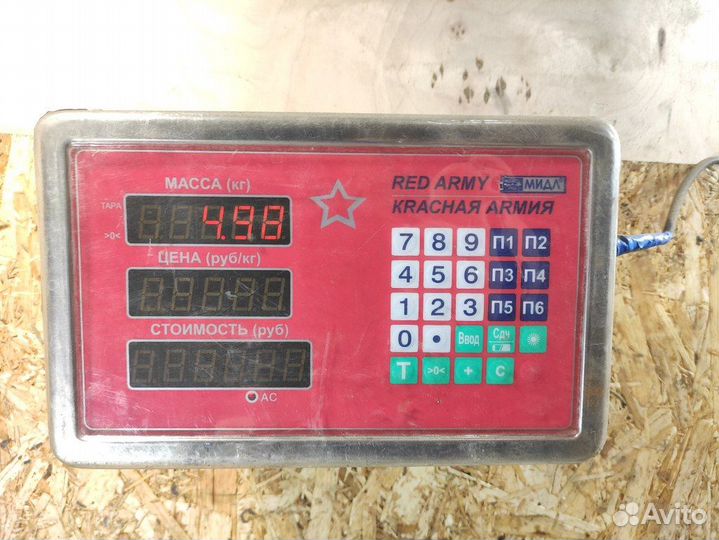 МАССА (кг)
ТАРА
>0<
4.98
ЦЕНА (руб/кг)
СТОИМОСТЬ (руб)
AC
RED ARMY МИДЛ
КRАСНАЯ АRМИЯ
7 8 9 П1 П2
4 5 6 П3 П4
1 2 3 П5 П6
0 • Ввод Сдч
T >0< + C
Avito